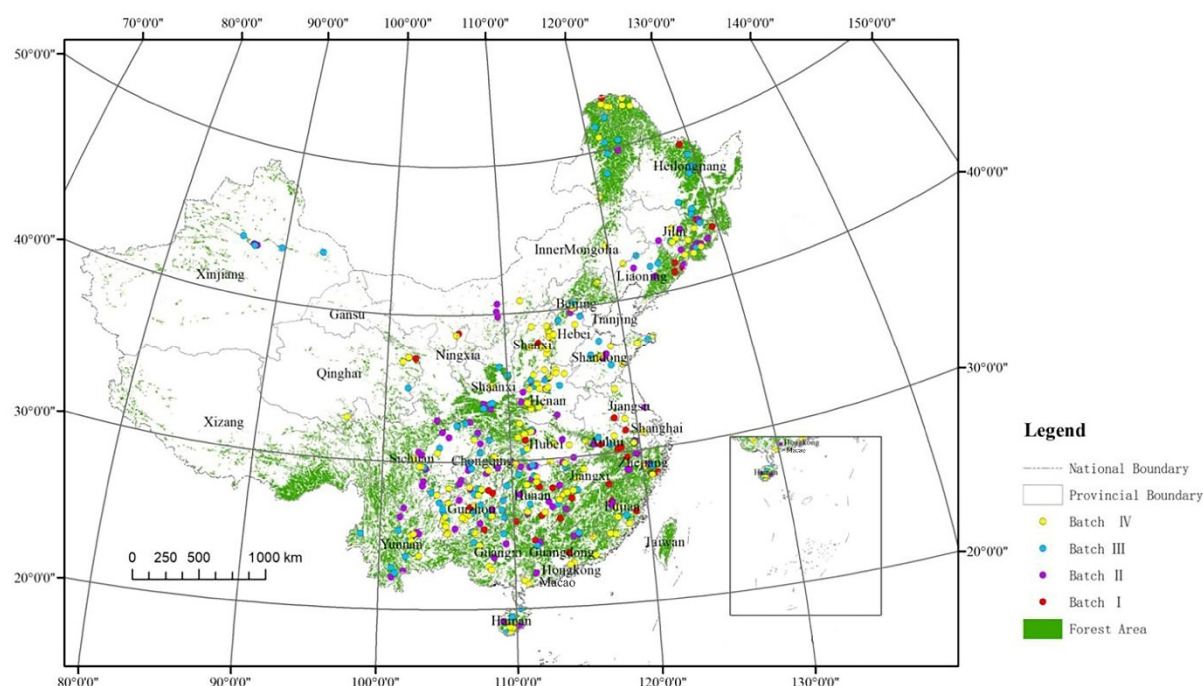 70°0'0"E 80°0'0"E 90°0'0"E 100°0'0"E 110°0'0"E 120°0'0"E 130°0'0"E 140°0'0"E 150°0'0"E
50°0'0"N
40°0'0"N
30°0'0"N
20°0'0"N
40°0'0"N
30°0'0"N
20°0'0"N
Heilongjiang
Jilin
InnerMongolia
Liaoning
Xinjiang
Gansu
Beijing
Tianjing
Hebei
Shanxi
Ningxia
Shandong
Qinghai
Shaanxi
Henan
Jiangsu
Xizang
Shanghai
Anhui
Hubei
Sichuan
Chongqing
Zhejiang
Jiangxi
Hunan
Guizhou
Fujian
Yunnan
Guangxi
Guangdong
Taiwan
Hongkong
Macao
Hainan
0 250 500 1000 km
Hongkong
Macao
Hainan
Legend
National Boundary
Provincial Boundary
Batch Ⅳ
Batch Ⅲ
Batch Ⅱ
Batch Ⅰ
Forest Area
80°0'0"E 90°0'0"E 100°0'0"E 110°0'0"E 120°0'0"E 130°0'0"E